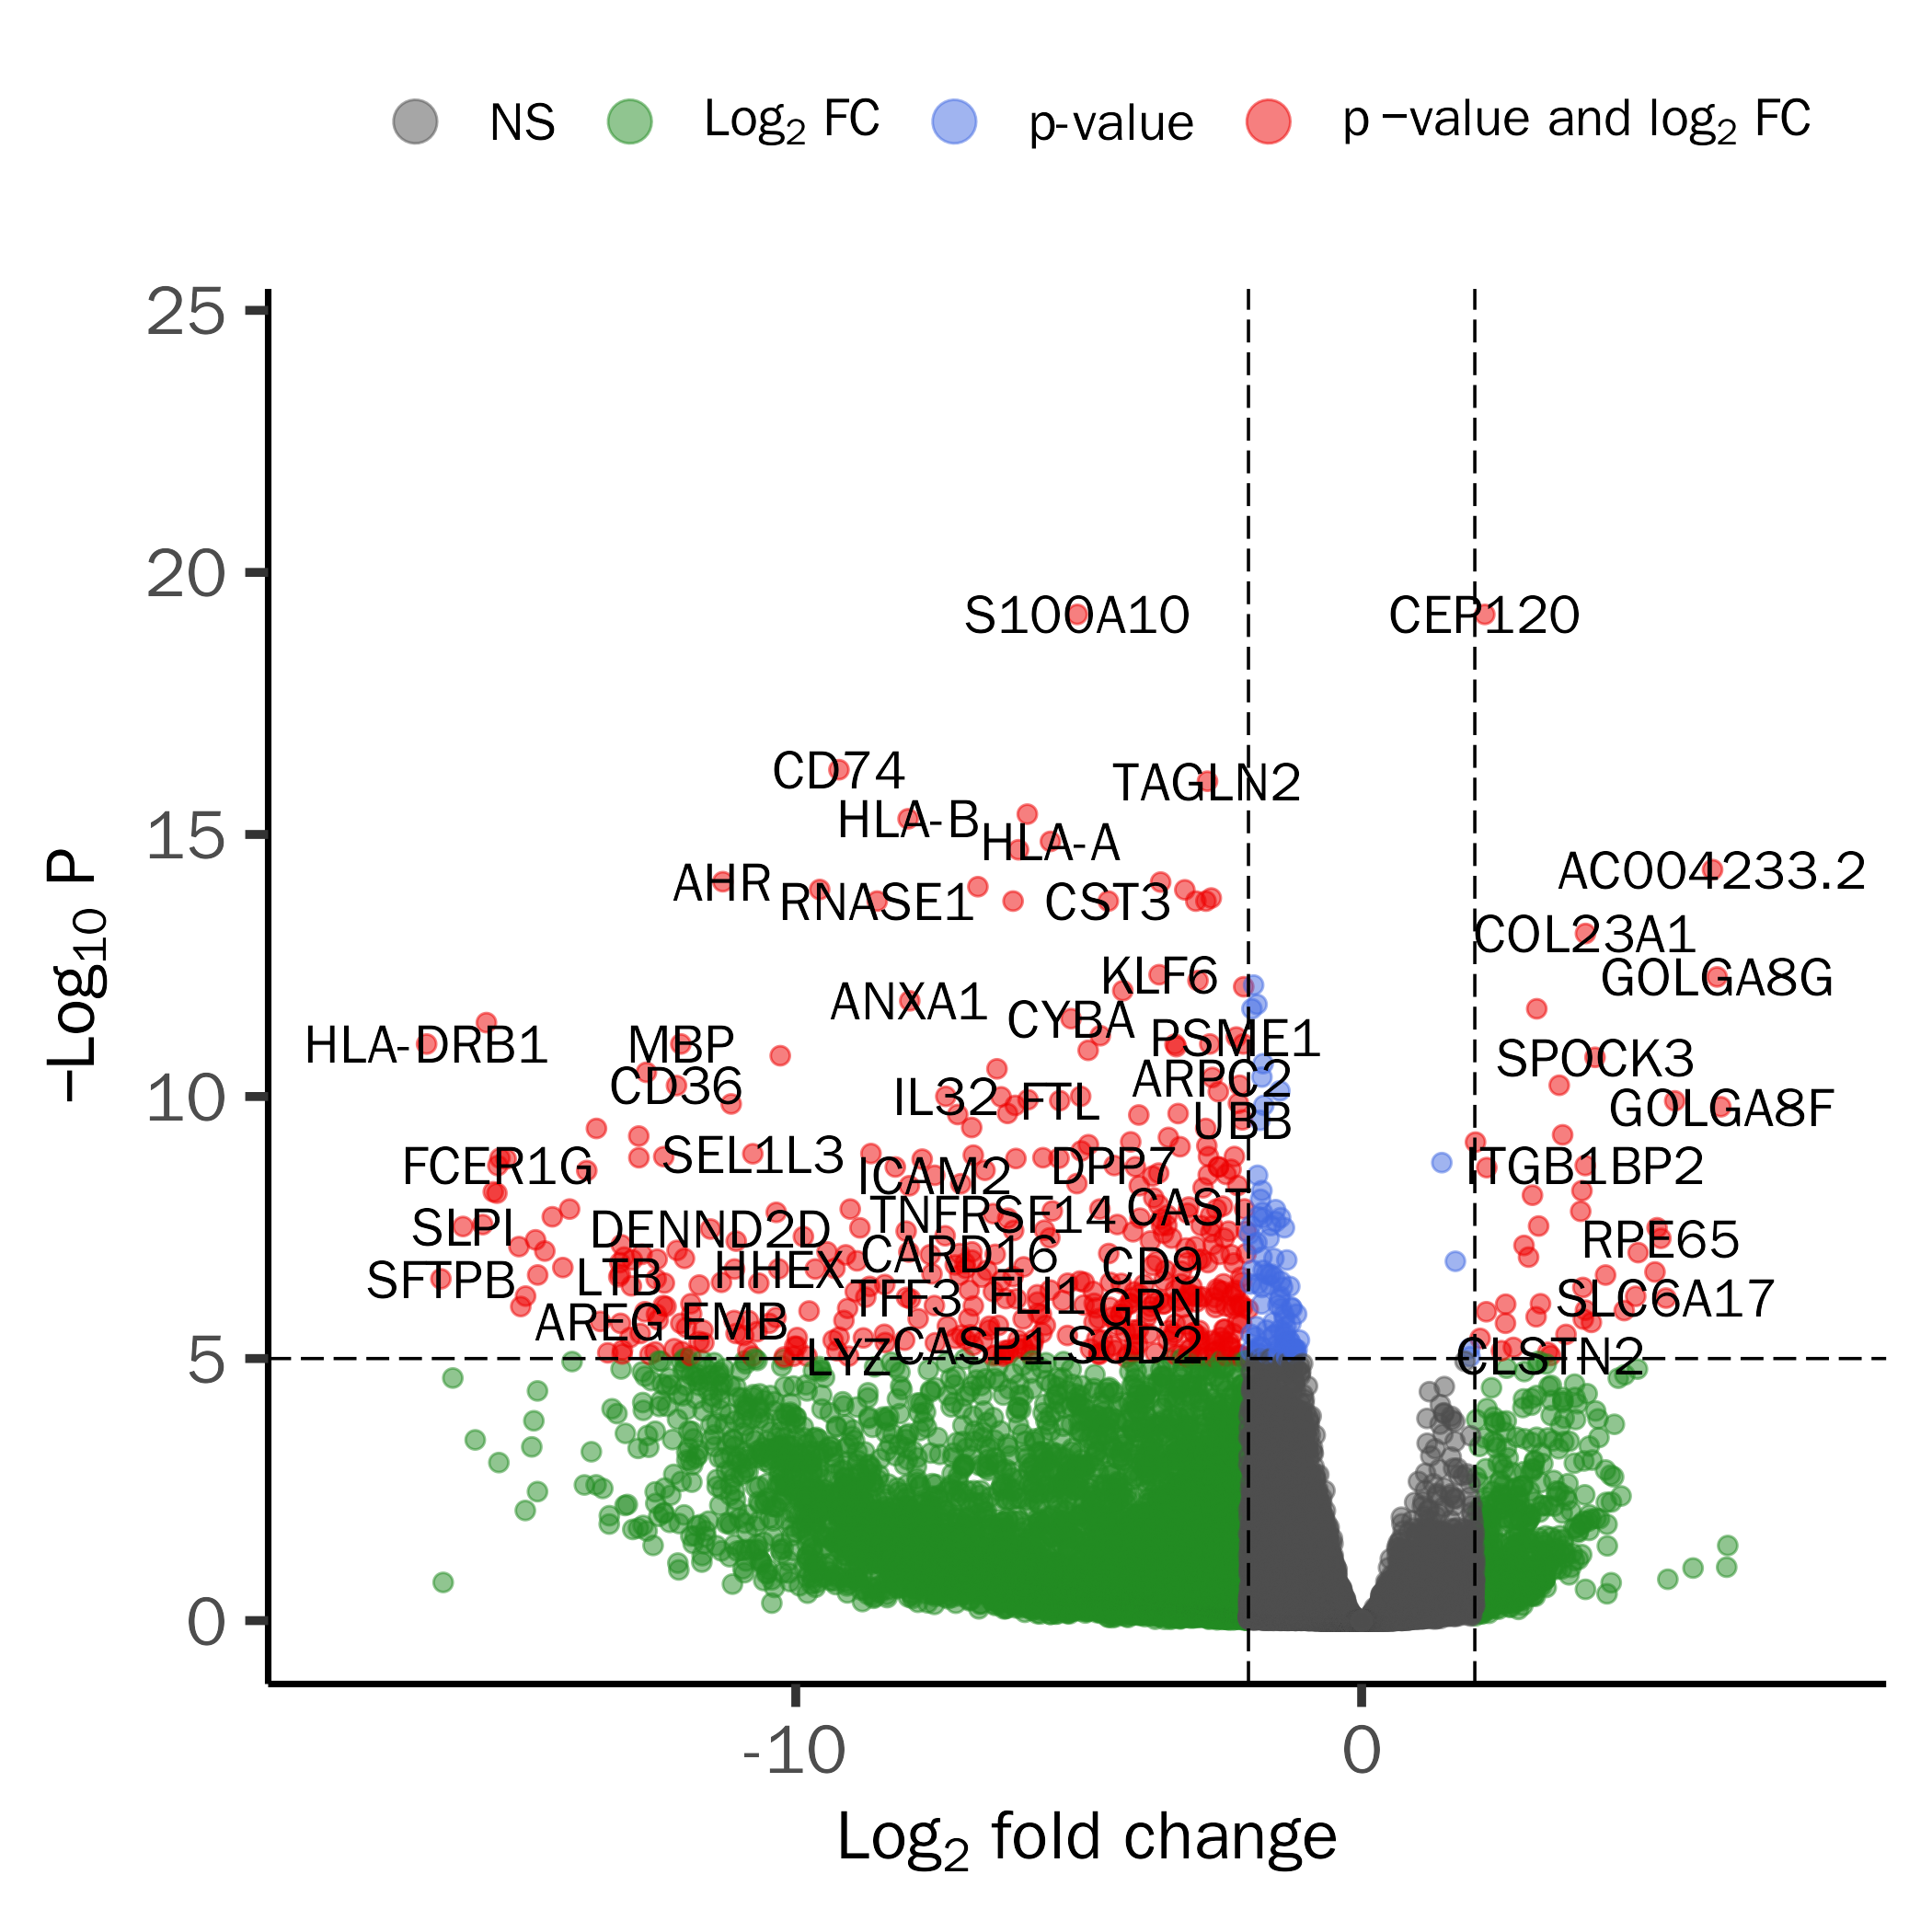 NS Log2 FC p-value p –value and log2 FC
25
20
15
10
5
0
–Log10 P
S100A10 CEP120
CD74 TAGLN2
HLA-B HLA-A
AC004233.2
AHR RNASE1 CST3
COL23A1
KLF6 GOLGA8G
ANXA1 CYBA
HLA-DRB1 MBP PSME1 SPOCK3
CD36 ARPC2
IL32 FTL UBB GOLGA8F
FCER1G SEL1L3 ICAM2 DPP7 ITGB1BP2
SLPI DENND2D TNFRSF14 CAST
RPE65
SFTPB LTB HHEX CARD16 CD9
TFF3 FLI1 GRN SLC6A17
AREG EMB
LYZ CASP1 SOD2 CLSTN2
-10 0
Log2 fold change